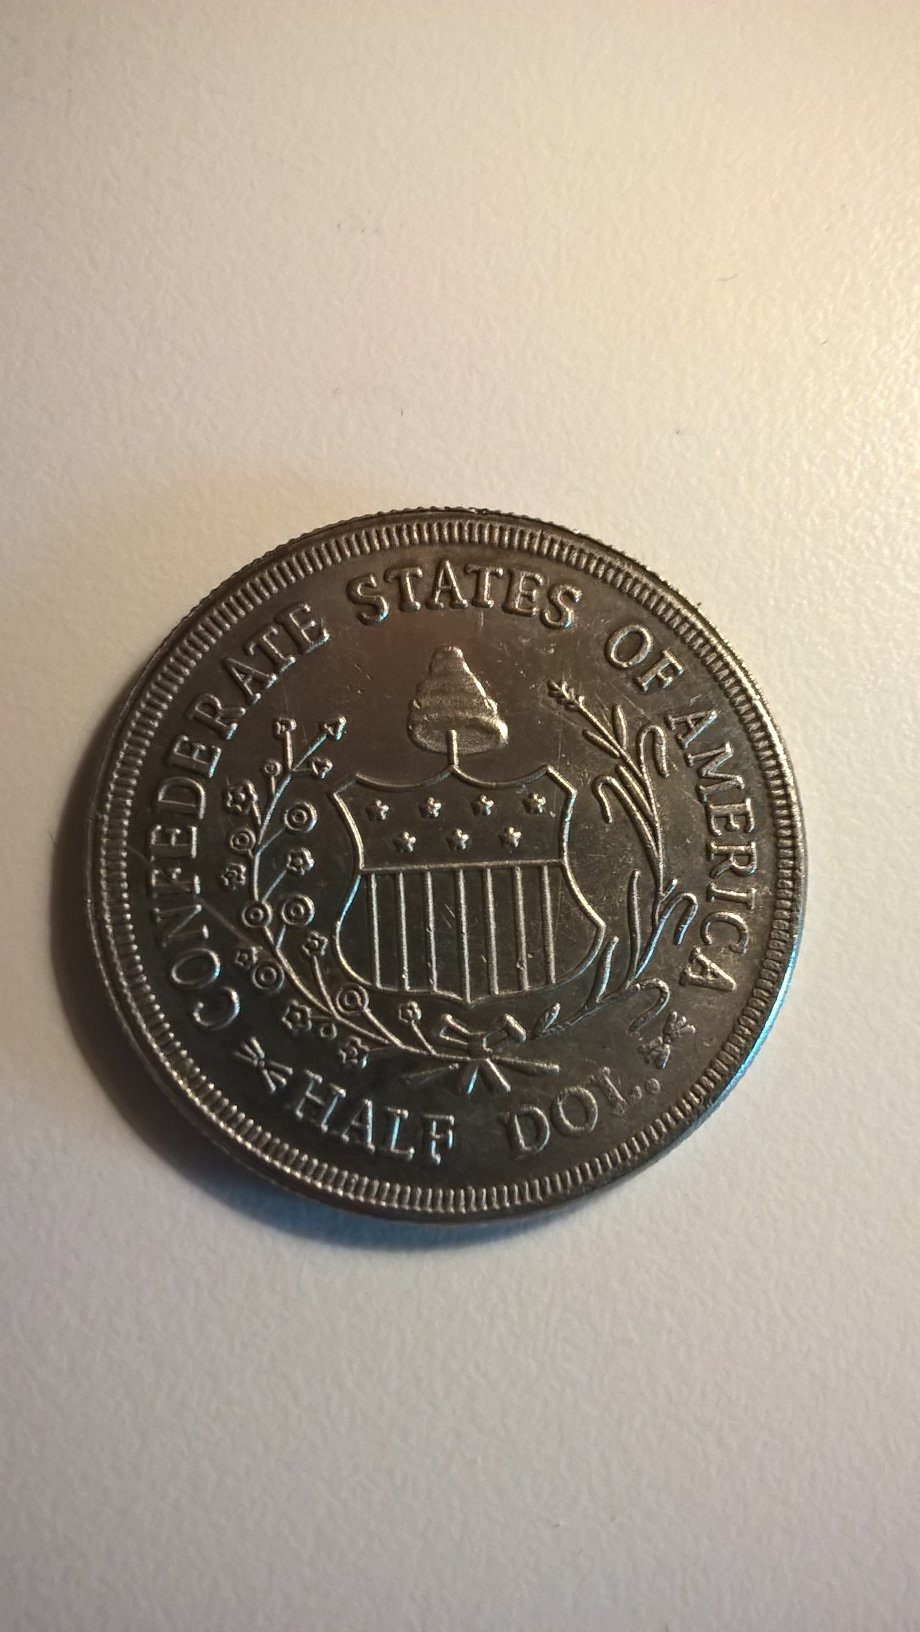 CONFEDERATE STATES OF AMERICA
HALF DOL.